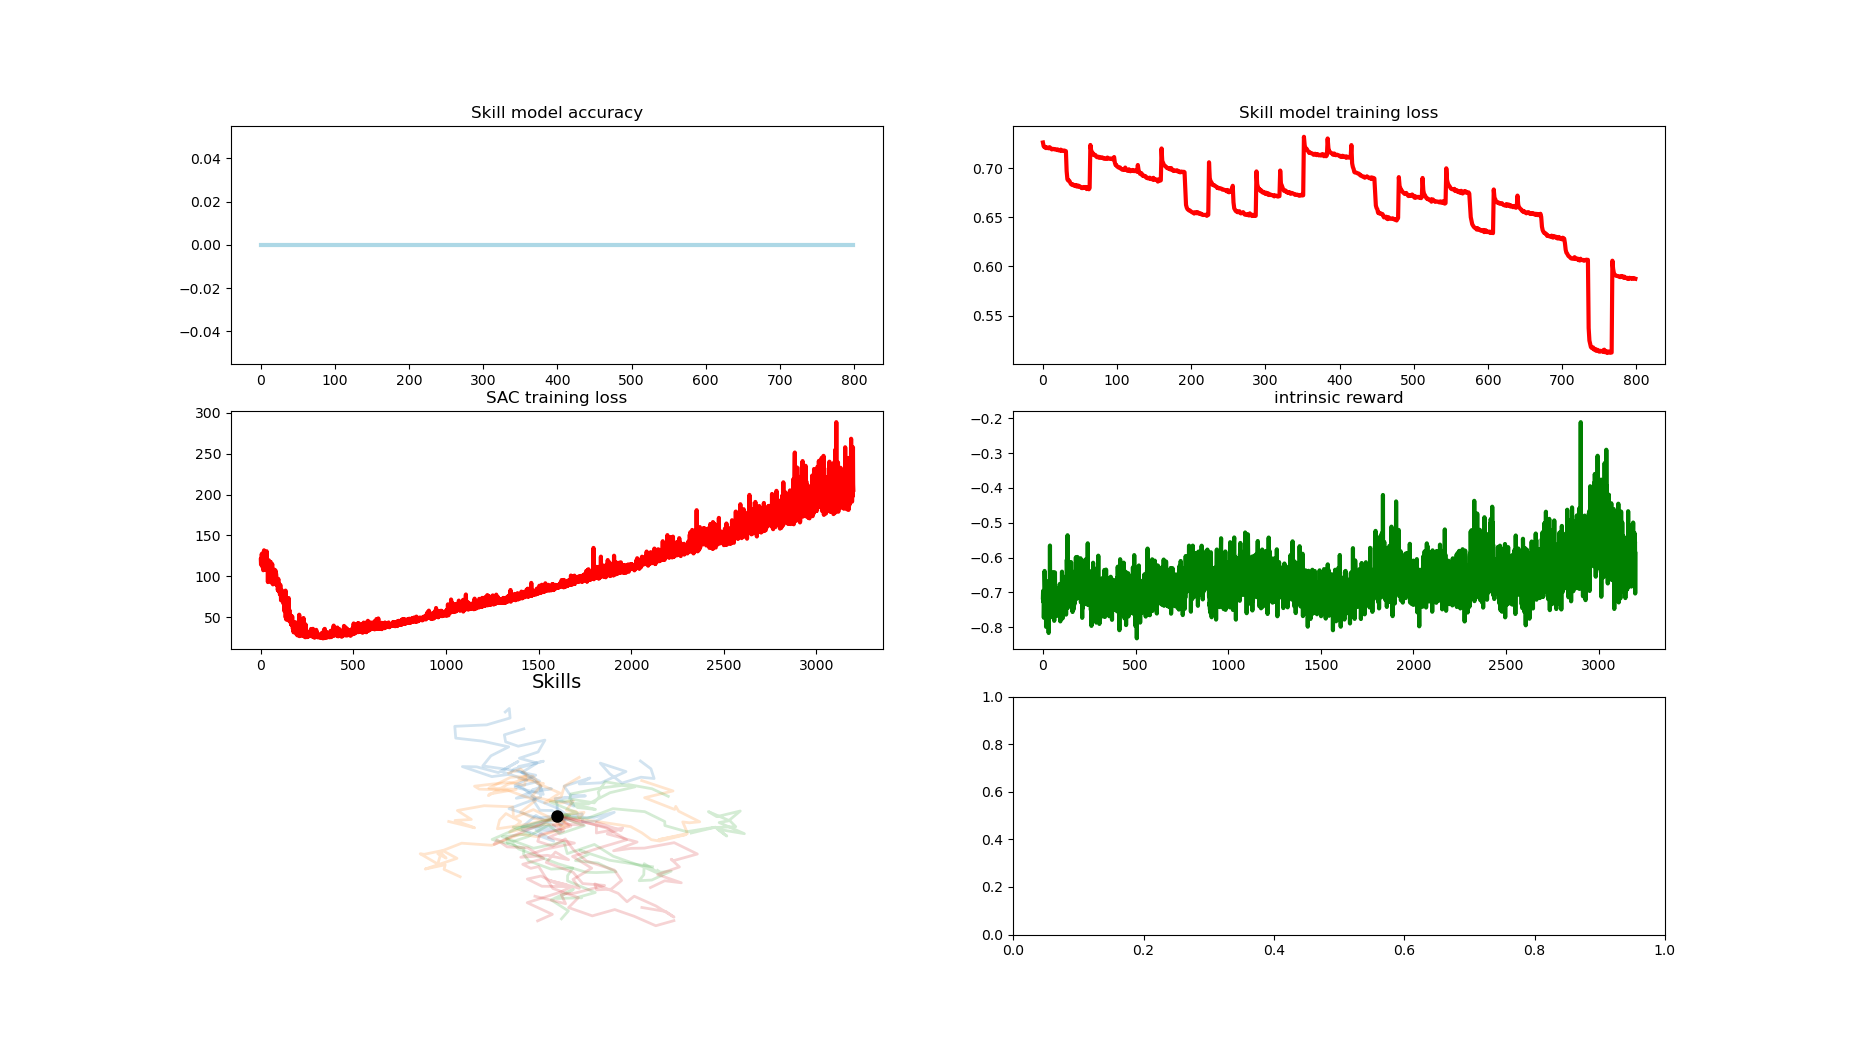 Skill model accuracy
0.04
0.02
0.00
−0.02
−0.04
0 100 200 300 400 500 600 700 800
Skill model training loss
0.70
0.65
0.60
0.55
0 100 200 300 400 500 600 700 800
SAC training loss
300
250
200
150
100
50
0 500 1000 1500 2000 2500 3000
intrinsic reward
−0.2
−0.3
−0.4
−0.5
−0.6
−0.7
−0.8
0 500 1000 1500 2000 2500 3000
Skills
1.0
0.8
0.6
0.4
0.2
0.0
0.0 0.2 0.4 0.6 0.8 1.0